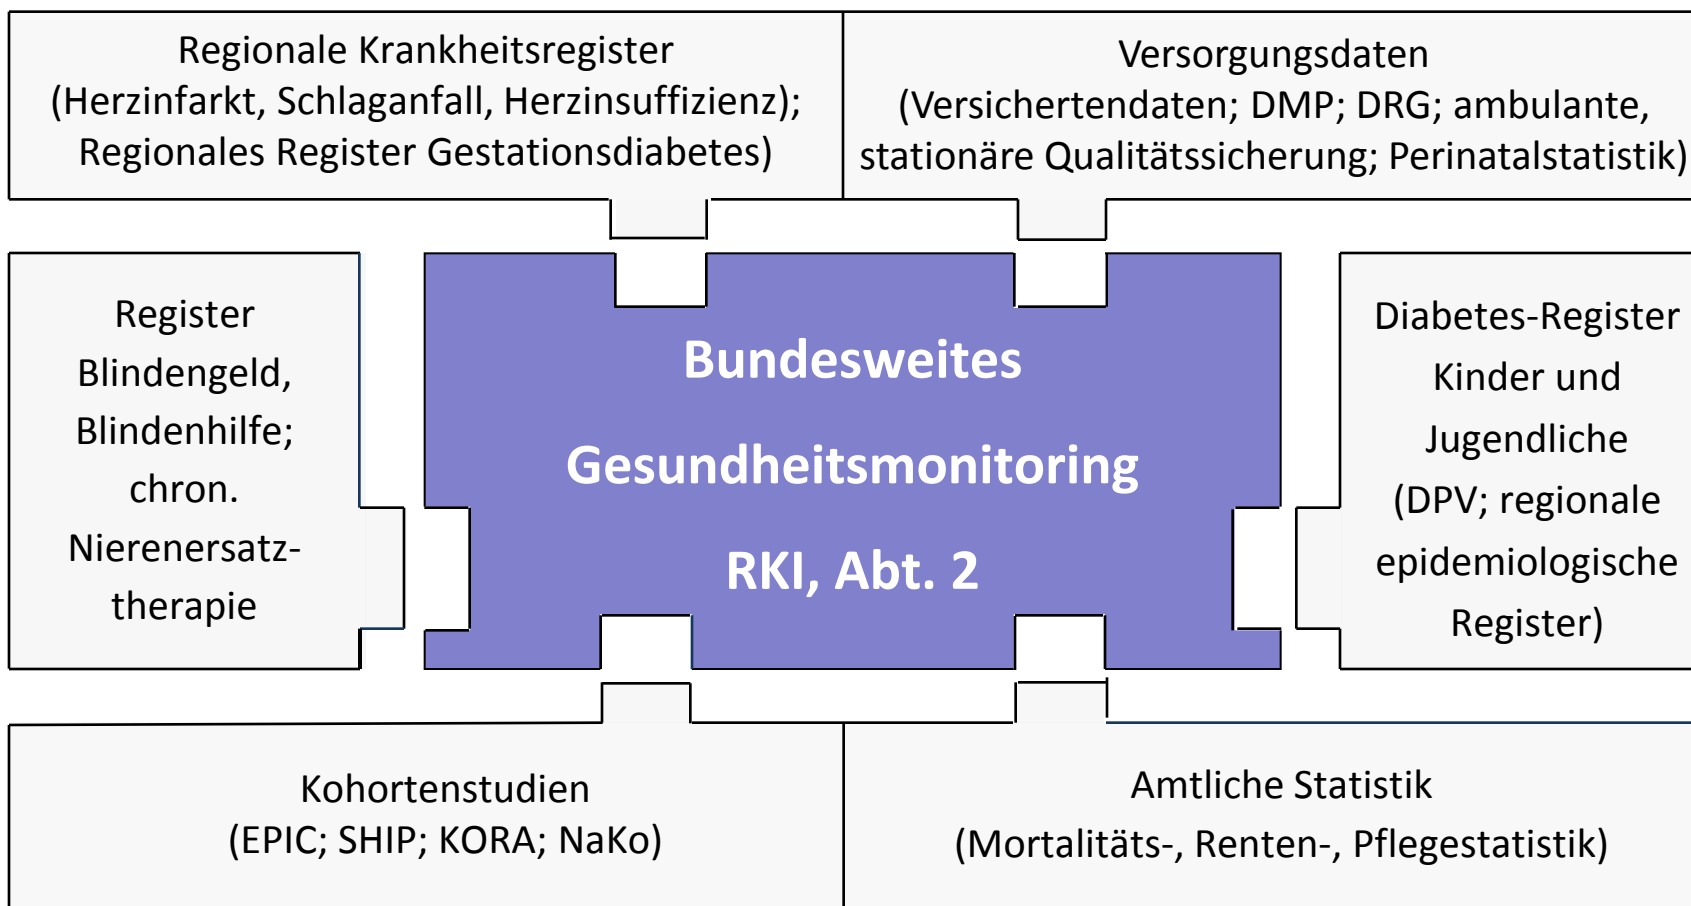 Regionale Krankheitsregister
(Herzinfarkt, Schlaganfall, Herzinsuffizienz);
Regionales Register Gestationsdiabetes)
Versorgungsdaten
(Versichertendaten; DMP; DRG; ambulante,
stationäre Qualitätssicherung; Perinatalstatistik)
Register
Blindengeld,
Blindenhilfe;
chron.
Nierenersatz-
therapie
Bundesweites
Gesundheitsmonitoring
RKI, Abt. 2
Diabetes-Register
Kinder und
Jugendliche
(DPV; regionale
epidemiologische
Register)
Kohortenstudien
(EPIC; SHIP; KORA; NaKo)
Amtliche Statistik
(Mortalitäts-, Renten-, Pflegestatistik)